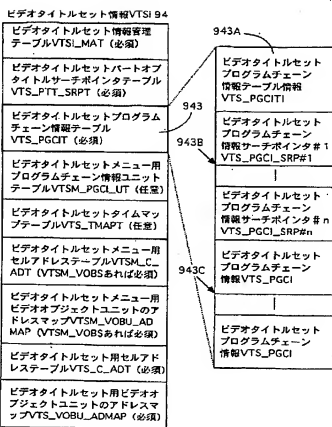 ビデオタイトルセット情報VTSI 94
ビデオタイトルセット情報管理
テーブルVTSI_MAT（必須）
ビデオタイトルセットパートオブ
タイトルサーチポインタテーブル
VTS_PTT_SRPT（必須）
ビデオタイトルセットプログラム
チェーン情報テーブル
VTS_PGCIT（必須）
ビデオタイトルセットメニュー用
プログラムチェーン情報ユニット
テーブルVTSM_PGCI_UT（任意）
ビデオタイトルセットタイムマッ
プテーブルVTS_TMAPT（任意）
ビデオタイトルセットメニュー用
セルアドレステーブルVTSM_C_
ADT（VTSM_VOBSあれば必須）
ビデオタイトルセットメニュー用
ビデオオブジェクトユニットのア
ドレスマップVTSM_VOBU_AD
MAP（VTSM_VOBSあれば必須）
ビデオタイトルセット用セルアド
レステーブルVTS_C_ADT（必須）
ビデオタイトルセット用ビデオオ
ブジェクトユニットのアドレスマ
ップVTS_VOBU_ADMAP（必須）
943
943A
943B
943C
ビデオタイトルセット
プログラムチェーン
情報テーブル情報
VTS_PGCITI
ビデオタイトルセット
プログラムチェーン
情報サーチポインタ＃1
VTS_PGCI_SRP#1
ビデオタイトルセット
プログラムチェーン
情報サーチポインタ＃n
VTS_PGCI_SRP#n
ビデオタイトルセット
プログラムチェーン
情報VTS_PGCI
ビデオタイトルセット
プログラムチェーン
情報VTS_PGCI